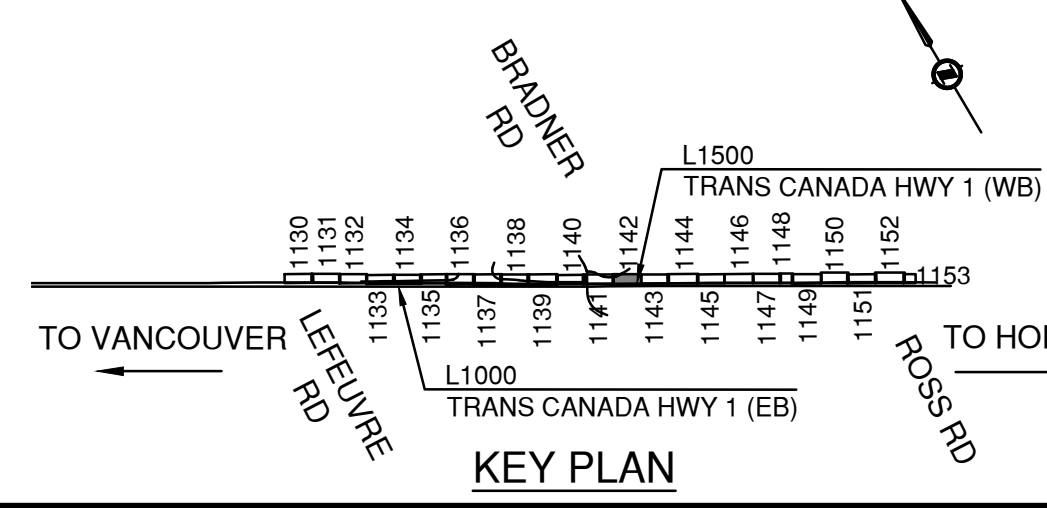 BRADNER
RD
L1500
TRANS CANADA HWY 1 (WB)
1130
1131
1132
1134
1136
1138
1140
1142
1144
1146
1148
1150
1152
1153
1133
1135
1137
1139
1141
1143
1145
1147
1149
1151
TO VANCOUVER
LEFEUVRE
RD
L1000
TRANS CANADA HWY 1 (EB)
ROSS RD
TO HO
KEY PLAN